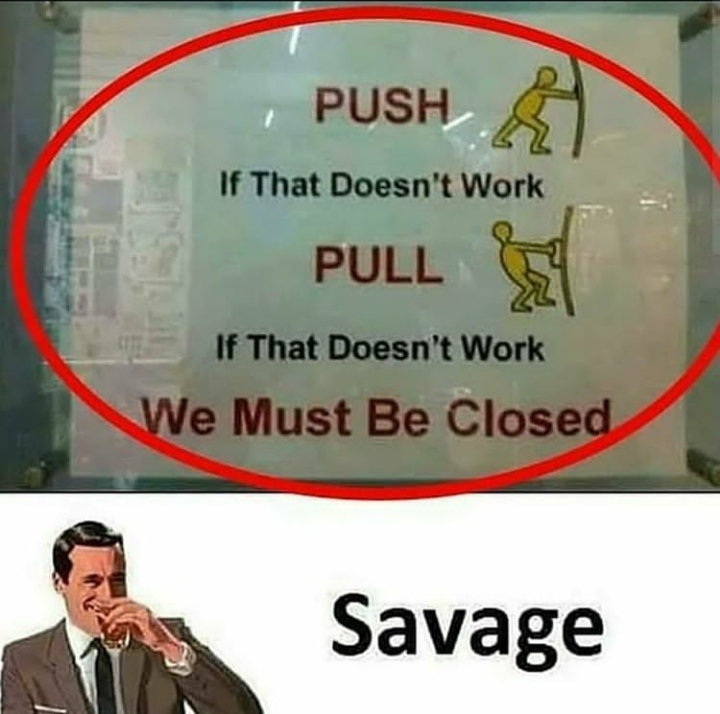 PUSH
If That Doesn't Work
PULL
If That Doesn't Work
We Must Be Closed
Savage